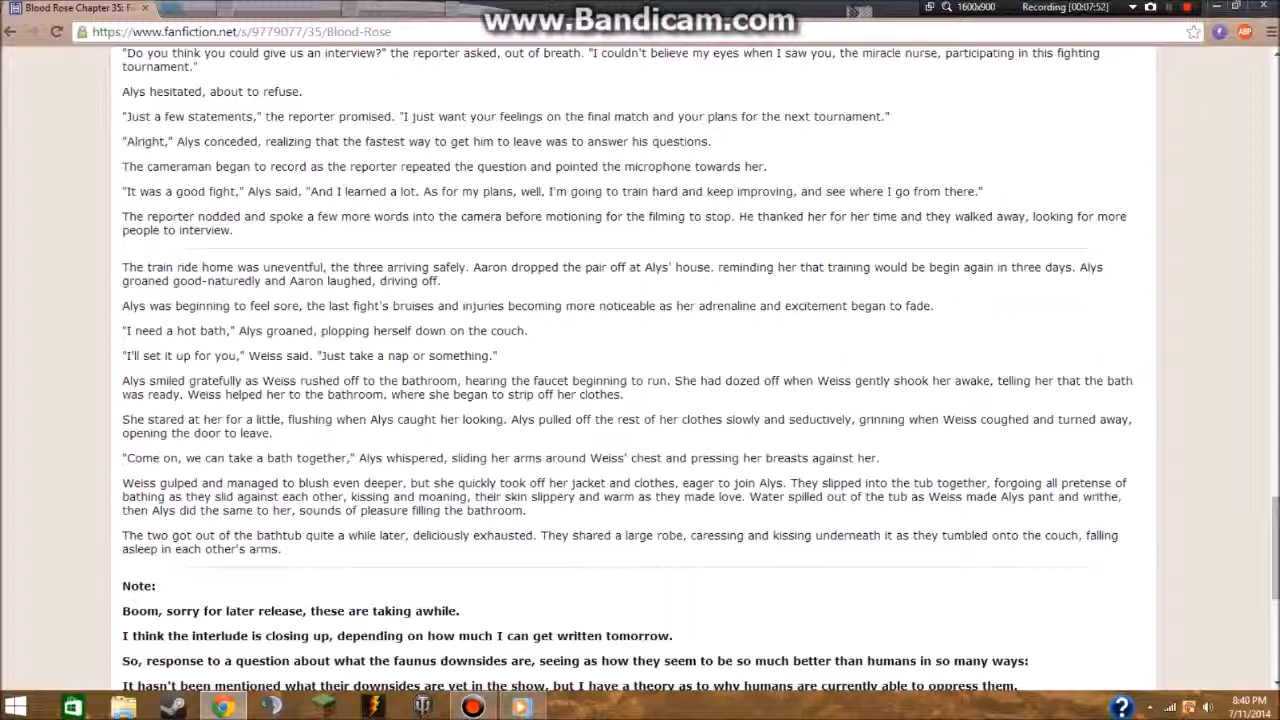 Blood Rose Chapter 35: F
www.Bandicam.com
1600x900
Recording [00:07:52]
https://www.fanfiction.net/s/9779077/35/Blood-Rose
ABP
"Do you think you could give us an interview?" the reporter asked, out of breath. "I couldn't believe my eyes when I saw you, the miracle nurse, participating in this fighting
tournament."
Alys hesitated, about to refuse.
"Just a few statements," the reporter promised. "I just want your feelings on the final match and your plans for the next tournament."
"Alright," Alys conceded, realizing that the fastest way to get him to leave was to answer his questions.
The cameraman began to record as the reporter repeated the question and pointed the microphone towards her.
"It was a good fight," Alys said, "And I learned a lot. As for my plans, well, I'm going to train hard and keep improving, and see where I go from there."
The reporter nodded and spoke a few more words into the camera before motioning for the filming to stop. He thanked her for her time and they walked away, looking for more
people to interview.
The train ride home was uneventful, the three arriving safely. Aaron dropped the pair off at Alys' house, reminding her that training would be begin again in three days. Alys
groaned good-naturedly and Aaron laughed, driving off.
Alys was beginning to feel sore, the last fight's bruises and injuries becoming more noticeable as her adrenaline and excitement began to fade.
"I need a hot bath," Alys groaned, plopping herself down on the couch.
"I'll set it up for you," Weiss said. "Just take a nap or something."
Alys smiled gratefully as Weiss rushed off to the bathroom, hearing the faucet beginning to run. She had dozed off when Weiss gently shook her awake, telling her that the bath
was ready. Weiss helped her to the bathroom, where she began to strip off her clothes.
She stared at her for a little, flushing when Alys caught her looking. Alys pulled off the rest of her clothes slowly and seductively, grinning when Weiss coughed and turned away,
opening the door to leave.
"Come on, we can take a bath together," Alys whispered, sliding her arms around Weiss' chest and pressing her breasts against her.
Weiss gulped and managed to blush even deeper, but she quickly took off her jacket and clothes, eager to join Alys. They slipped into the tub together, forgoing all pretense of
bathing as they slid against each other, kissing and moaning, their skin slippery and warm as they made love. Water spilled out of the tub as Weiss made Alys pant and writhe,
then Alys did the same to her, sounds of pleasure filling the bathroom.
The two got out of the bathtub quite a while later, deliciously exhausted. They shared a large robe, caressing and kissing underneath it as they tumbled onto the couch, falling
asleep in each other's arms.
Note:
Boom, sorry for later release, these are taking awhile.
I think the interlude is closing up, depending on how much I can get written tomorrow.
So, response to a question about what the faunus downsides are, seeing as how they seem to be so much better than humans in so many ways:
It hasn't been mentioned what their downsides are yet in the show, but I have a theory as to why humans are currently able to oppress them.
8:40 PM
7/11/2014